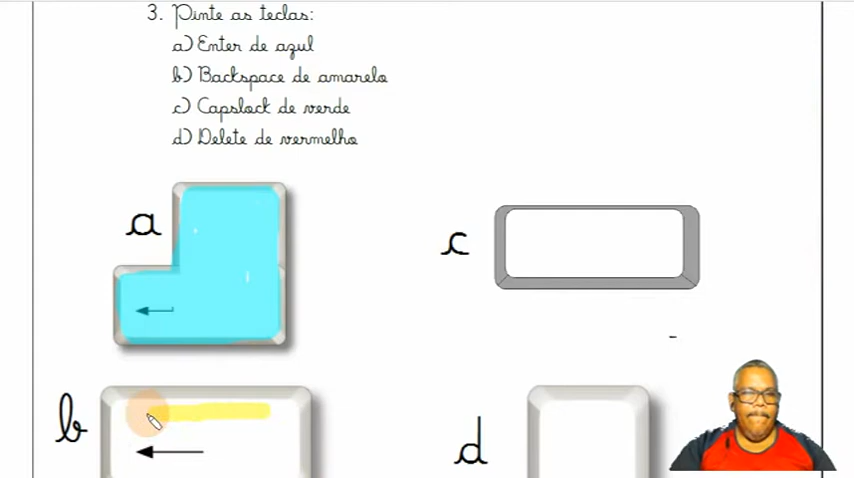 3. Pinte as teclas:
a) Enter de azul
b) Backspace de amarelo
c) Capslock de verde
d) Delete de vermelho
a
c
b
d